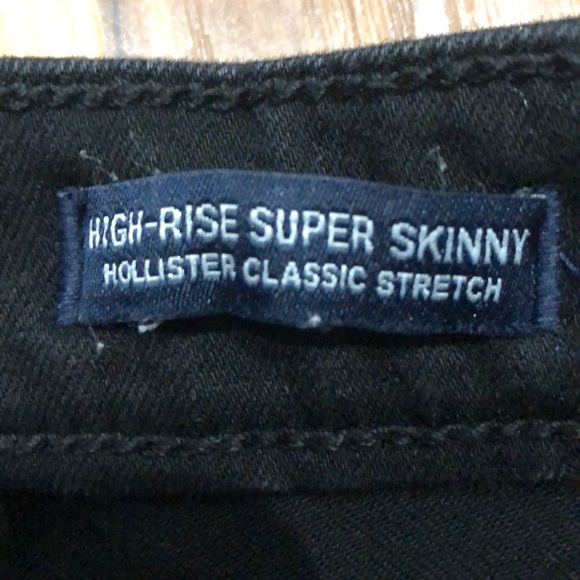 HIGH-RISE SUPER SKINNY
HOLLISTER CLASSIC STRETCH